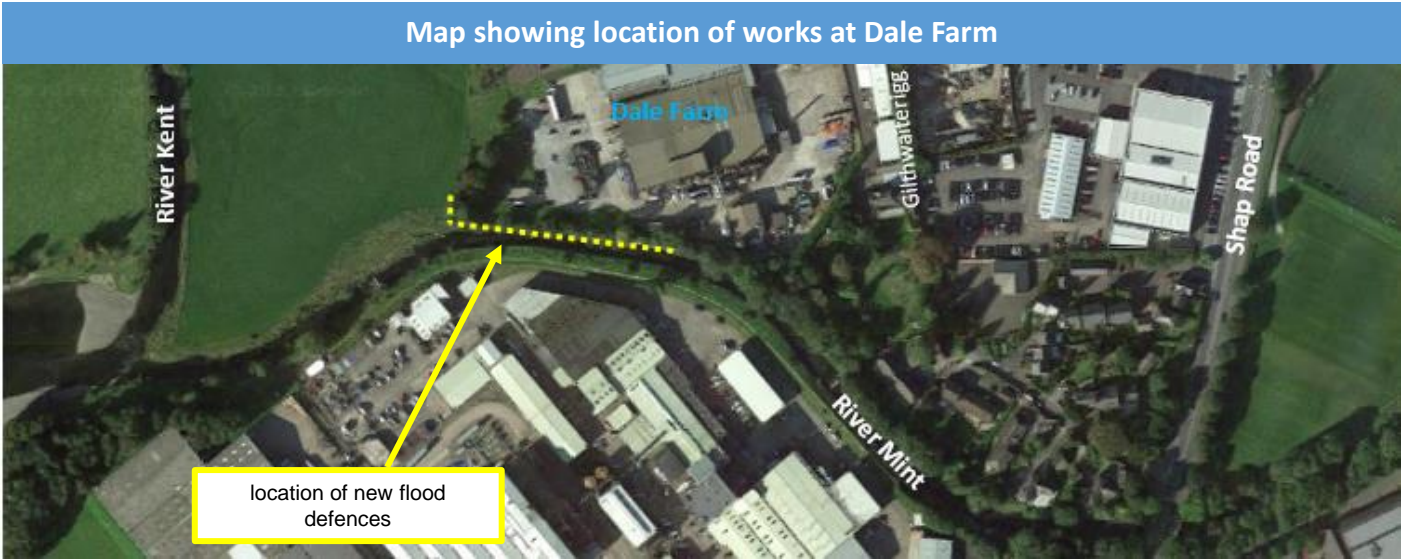 Map showing location of works at Dale Farm
River Kent
Dale Farm
Gilthwaiterigg
Shap Road
River Mint
location of new flood
defences